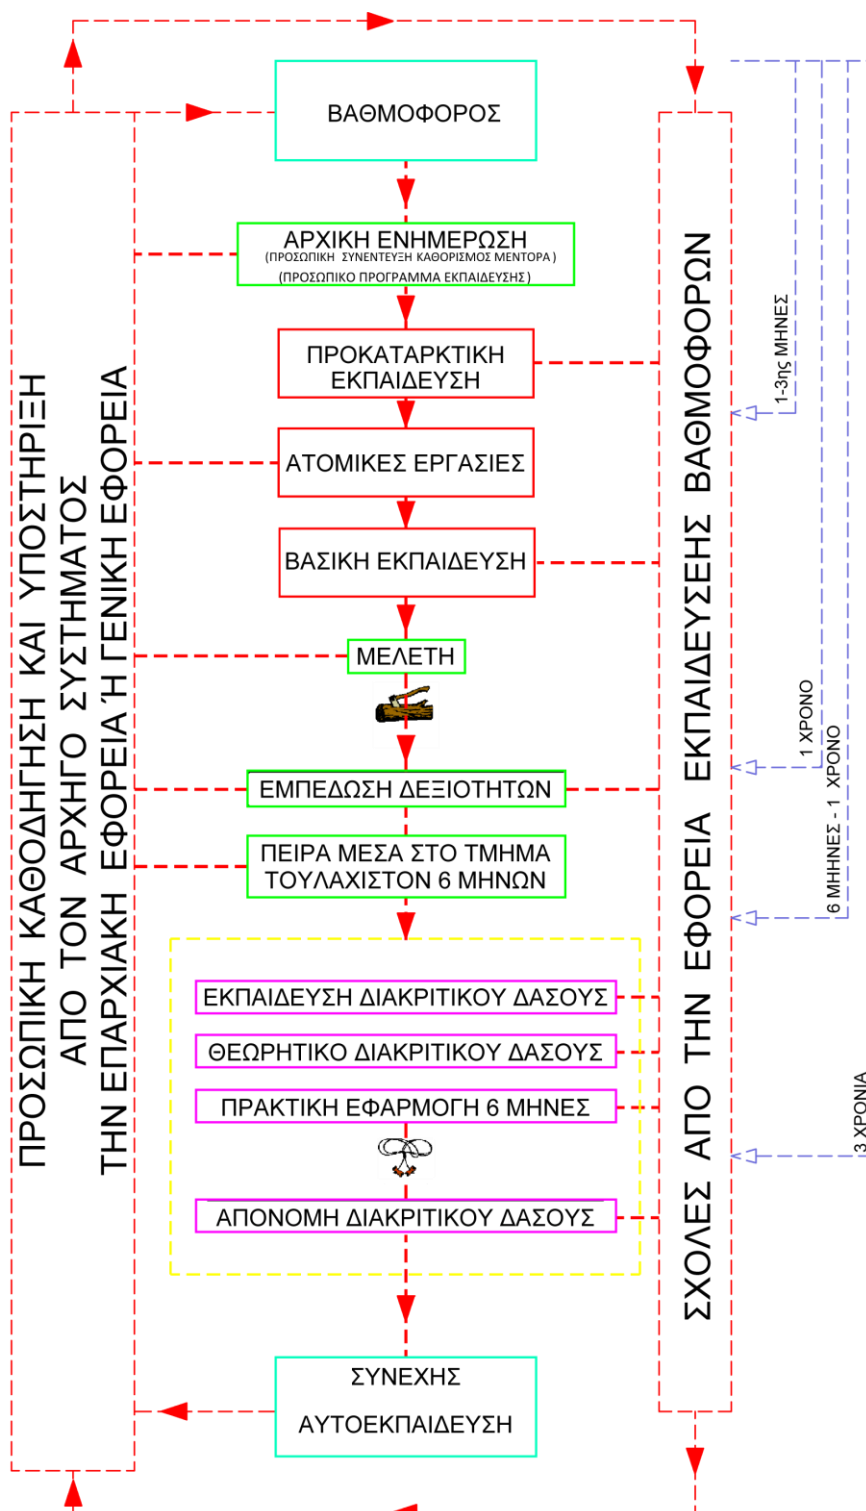 ΒΑΘΜΟΦΟΡΟΣ
ΑΡΧΙΚΗ ΕΝΗΜΕΡΩΣΗ
(ΠΡΟΣΩΠΙΚΗ ΣΥΝΕΝΤΕΥΞΗ ΚΑΘΟΡΙΣΜΟΣ ΜΕΝΤΟΡΑ)
(ΠΡΟΣΩΠΙΚΟ ΠΡΟΓΡΑΜΜΑ ΕΚΠΑΙΔΕΥΣΗΣ)
ΠΡΟΚΑΤΑΡΚΤΙΚΗ
ΕΚΠΑΙΔΕΥΣΗ
ΑΤΟΜΙΚΕΣ ΕΡΓΑΣΙΕΣ
ΒΑΣΙΚΗ ΕΚΠΑΙΔΕΥΣΗ
ΜΕΛΕΤΗ
ΕΜΠΕΔΩΣΗ ΔΕΞΙΟΤΗΤΩΝ
ΠΕΙΡΑ ΜΕΣΑ ΣΤΟ ΤΜΗΜΑ
ΤΟΥΛΑΧΙΣΤΟΝ 6 ΜΗΝΩΝ
ΕΚΠΑΙΔΕΥΣΗ ΔΙΑΚΡΙΤΙΚΟΥ ΔΑΣΟΥΣ
ΘΕΩΡΗΤΙΚΟ ΔΙΑΚΡΙΤΙΚΟΥ ΔΑΣΟΥΣ
ΠΡΑΚΤΙΚΗ ΕΦΑΡΜΟΓΗ 6 ΜΗΝΕΣ
ΑΠΟΝΟΜΗ ΔΙΑΚΡΙΤΙΚΟΥ ΔΑΣΟΥΣ
ΣΥΝΕΧΗΣ
ΑΥΤΟΕΚΠΑΙΔΕΥΣΗ
ΠΡΟΣΩΠΙΚΗ ΚΑΘΟΔΗΓΗΣΗ ΚΑΙ ΥΠΟΣΤΗΡΙΞΗ
ΑΠΟ ΤΟΝ ΑΡΧΗΓΟ ΣΥΣΤΗΜΑΤΟΣ
ΤΗΝ ΕΠΑΡΧΙΑΚΗ ΕΦΟΡΕΙΑ Ή ΓΕΝΙΚΗ ΕΦΟΡΕΙΑ
ΣΧΟΛΕΣ ΑΠΟ ΤΗΝ ΕΦΟΡΕΙΑ ΕΚΠΑΙΔΕΥΣΗΣ ΒΑΘΜΟΦΟΡΩΝ
1-3ης ΜΗΝΕΣ
1 ΧΡΟΝΟ
6 ΜΗΗΝΕΣ - 1 ΧΡΟΝΟ
3 ΧΡΟΝΙΑ